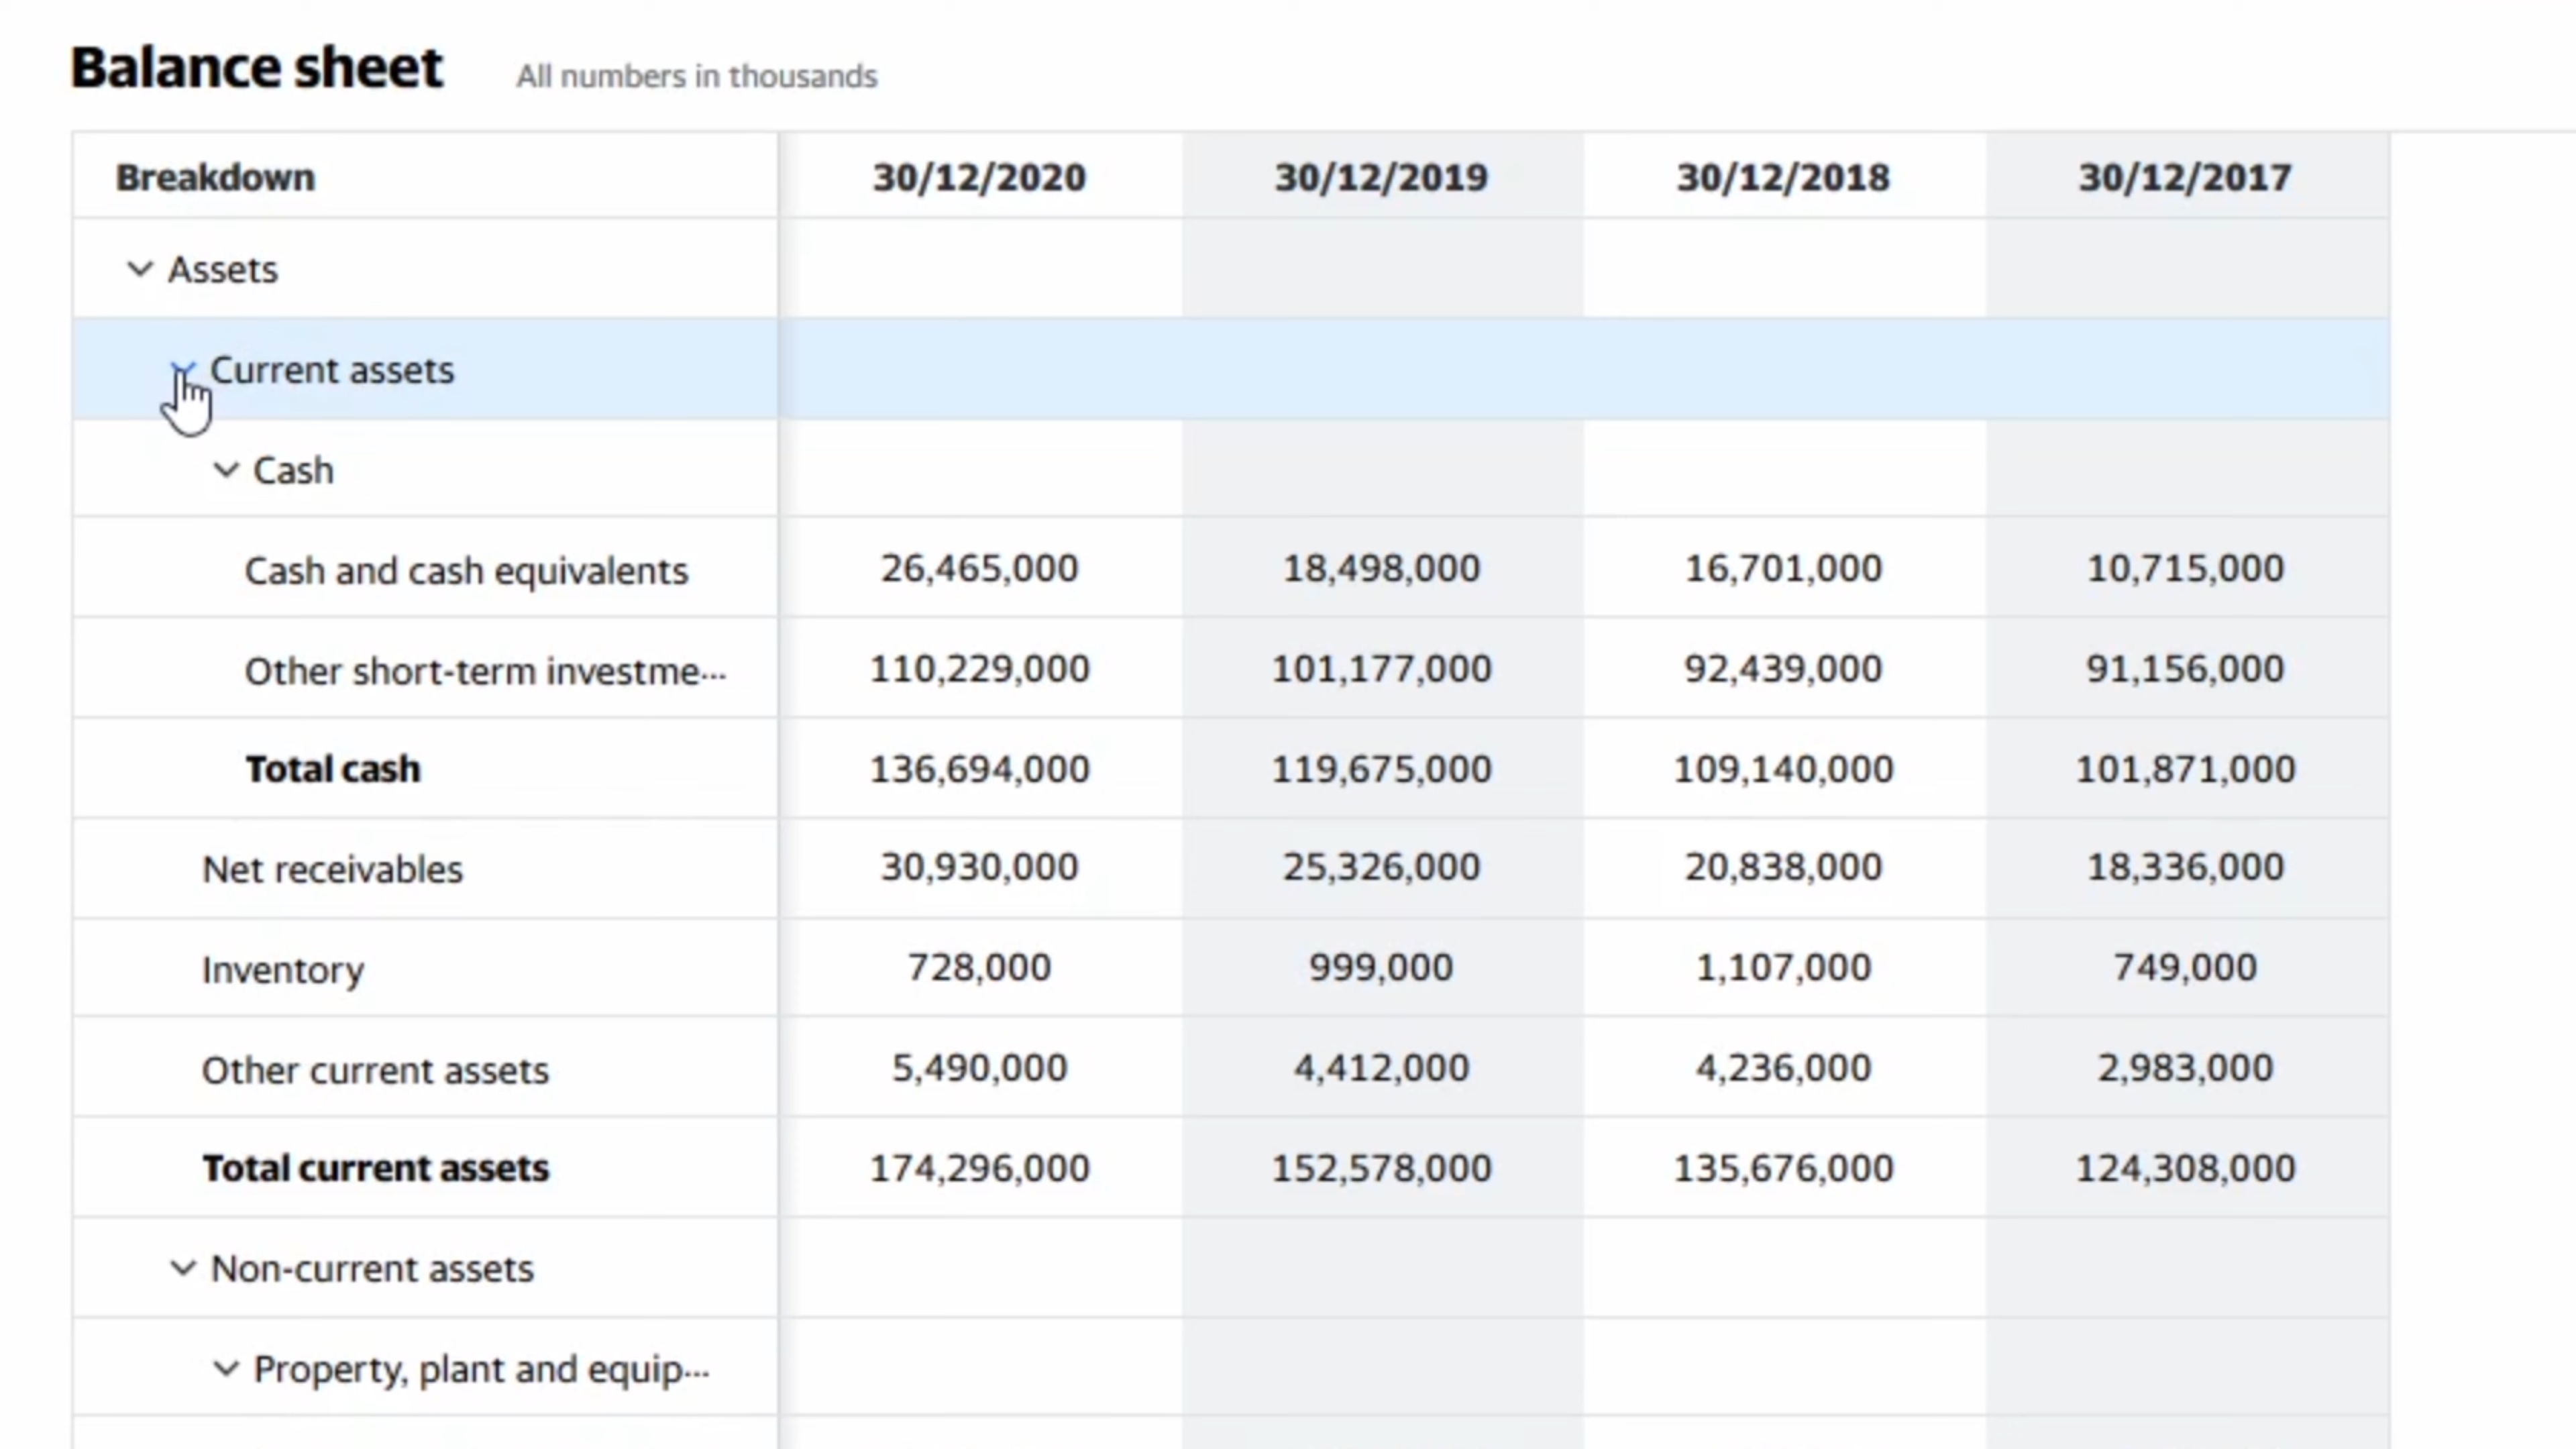 Balance sheet All numbers in thousands
Breakdown 30/12/2020 30/12/2019 30/12/2018 30/12/2017
Assets
Current assets
Cash
Cash and cash equivalents 26,465,000 18,498,000 16,701,000 10,715,000
Other short-term investme... 110,229,000 101,177,000 92,439,000 91,156,000
Total cash 136,694,000 119,675,000 109,140,000 101,871,000
Net receivables 30,930,000 25,326,000 20,838,000 18,336,000
Inventory 728,000 999,000 1,107,000 749,000
Other current assets 5,490,000 4,412,000 4,236,000 2,983,000
Total current assets 174,296,000 152,578,000 135,676,000 124,308,000
Non-current assets
Property, plant and equip...